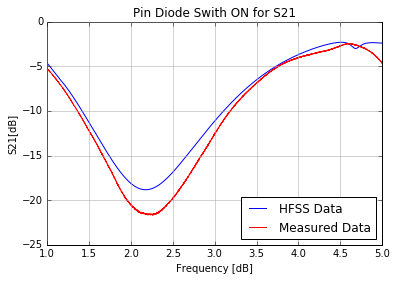 Pin Diode Swith ON for S21
S21[dB]
0
−5
−10
−15
−20
−25
1.0 1.5 2.0 2.5 3.0 3.5 4.0 4.5 5.0
Frequency [dB]
HFSS Data
Measured Data